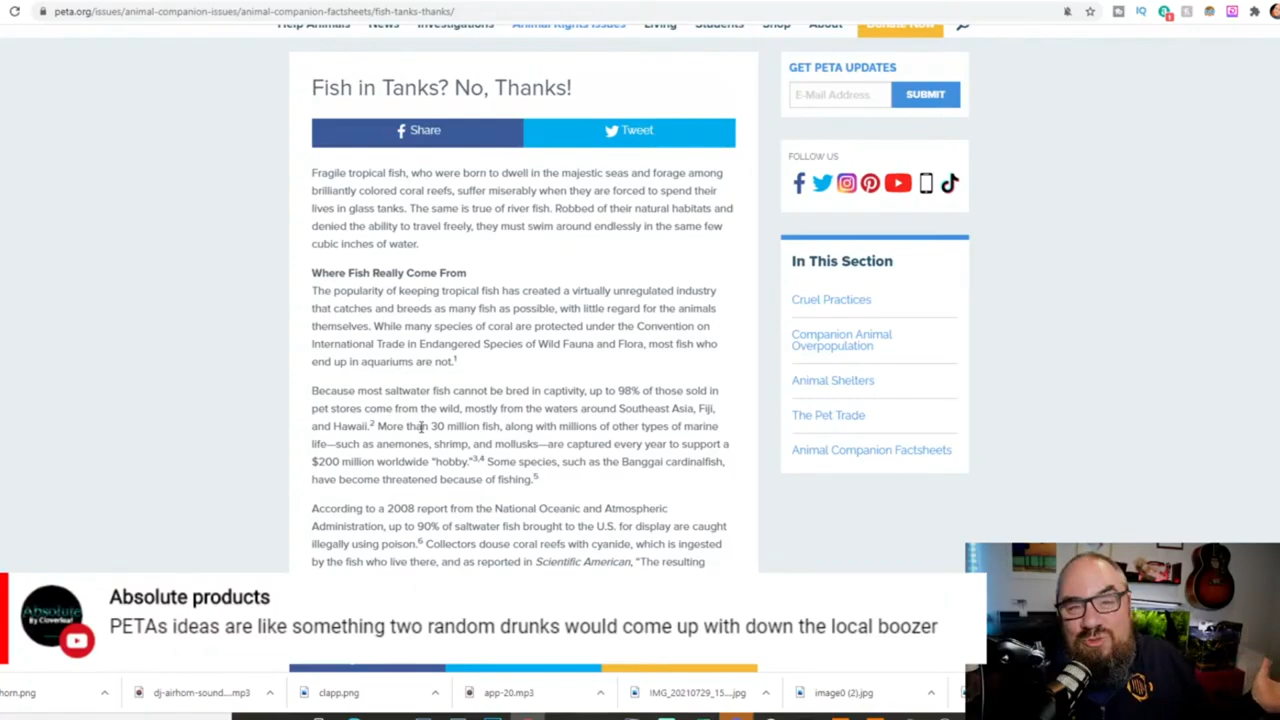 peta.org/issues/animal-companion-issues/animal-companion-factsheets/fish-tanks-thanks/
Help Animals News Victories Animal Rights Issues Living Students Shop About Donate Now
Fish in Tanks? No, Thanks!
Share
Tweet
Fragile tropical fish, who were born to dwell in the majestic seas and forage among
brilliantly colored coral reefs, suffer miserably when they are forced to spend their
lives in glass tanks. The same is true of river fish. Robbed of their natural habitats and
denied the ability to travel freely, they must swim around endlessly in the same few
cubic inches of water.
Where Fish Really Come From
The popularity of keeping tropical fish has created a virtually unregulated industry
that catches and breeds as many fish as possible, with little regard for the animals
themselves. While many species of coral are protected under the Convention on
International Trade in Endangered Species of Wild Fauna and Flora, most fish who
end up in aquariums are not.1
Because most saltwater fish cannot be bred in captivity, up to 98% of those sold in
pet stores come from the wild, mostly from the waters around Southeast Asia, Fiji,
and Hawaii.2 More than 30 million fish, along with millions of other types of marine
life—such as anemones, shrimp, and mollusks—are captured every year to support a
$200 million worldwide "hobby."3,4 Some species, such as the Banggai cardinalfish,
have become threatened because of fishing.5
According to a 2008 report from the National Oceanic and Atmospheric
Administration, up to 90% of saltwater fish brought to the U.S. for display are caught
illegally using poison.6 Collectors douse coral reefs with cyanide, which is ingested
by the fish who live there, and as reported in Scientific American, "The resulting
GET PETA UPDATES
E-Mail Address
SUBMIT
FOLLOW US
In This Section
Cruel Practices
Companion Animal
Overpopulation
Animal Shelters
The Pet Trade
Animal Companion Factsheets
Absolute
By Cloverleaf
Absolute products
PETAs ideas are like something two random drunks would come up with down the local boozer
horn.png
dj-airhorn-sound....mp3
clapp.png
app-20.mp3
IMG_20210729_15....jpg
image0 (2).jpg